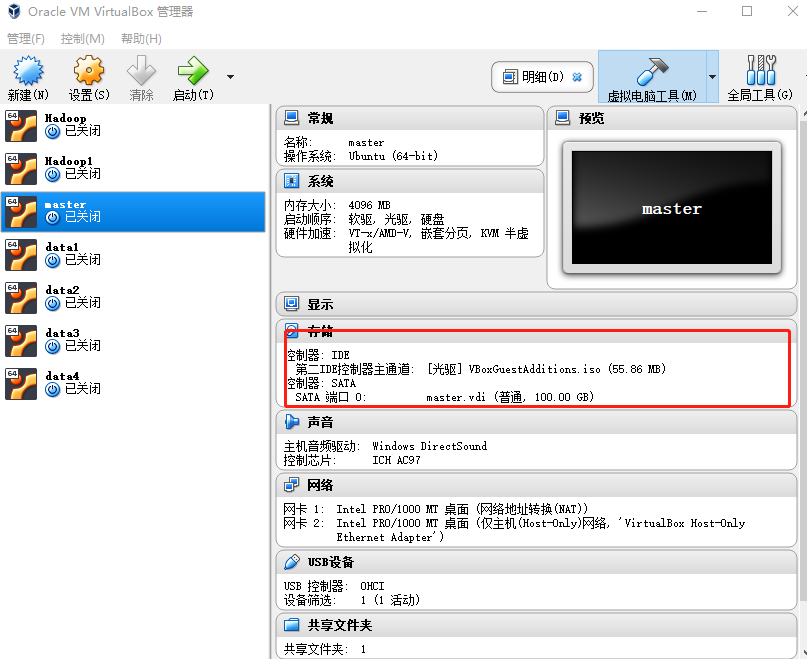 Oracle VM VirtualBox 管理器
管理(F) 控制(M) 帮助(H)
新建(N) 设置(S) 清除 启动(T) 明细(D) 虚拟电脑工具(M) 全局工具(G)
64 Hadoop
已关闭
64 Hadoop1
已关闭
64 master
已关闭
64 data1
已关闭
64 data2
已关闭
64 data3
已关闭
64 data4
已关闭
常规
名称: master
操作系统: Ubuntu (64-bit)
系统
内存大小: 4096 MB
启动顺序: 软驱, 光驱, 硬盘
硬件加速: VT-x/AMD-V, 嵌套分页, KVM 半虚
拟化
预览
master
显示
存储
控制器: IDE
第二IDE控制器主通道: [光驱] VBoxGuestAdditions.iso (55.86 MB)
控制器: SATA
SATA 端口 0: master.vdi (普通, 100.00 GB)
声音
主机音频驱动: Windows DirectSound
控制芯片: ICH AC97
网络
网卡 1: Intel PRO/1000 MT 桌面 (网络地址转换(NAT))
网卡 2: Intel PRO/1000 MT 桌面 (仅主机(Host-Only)网络, 'VirtualBox Host-Only
Ethernet Adapter')
USB设备
USB 控制器: OHCI
设备筛选: 1 (1 活动)
共享文件夹
共享文件夹: 1